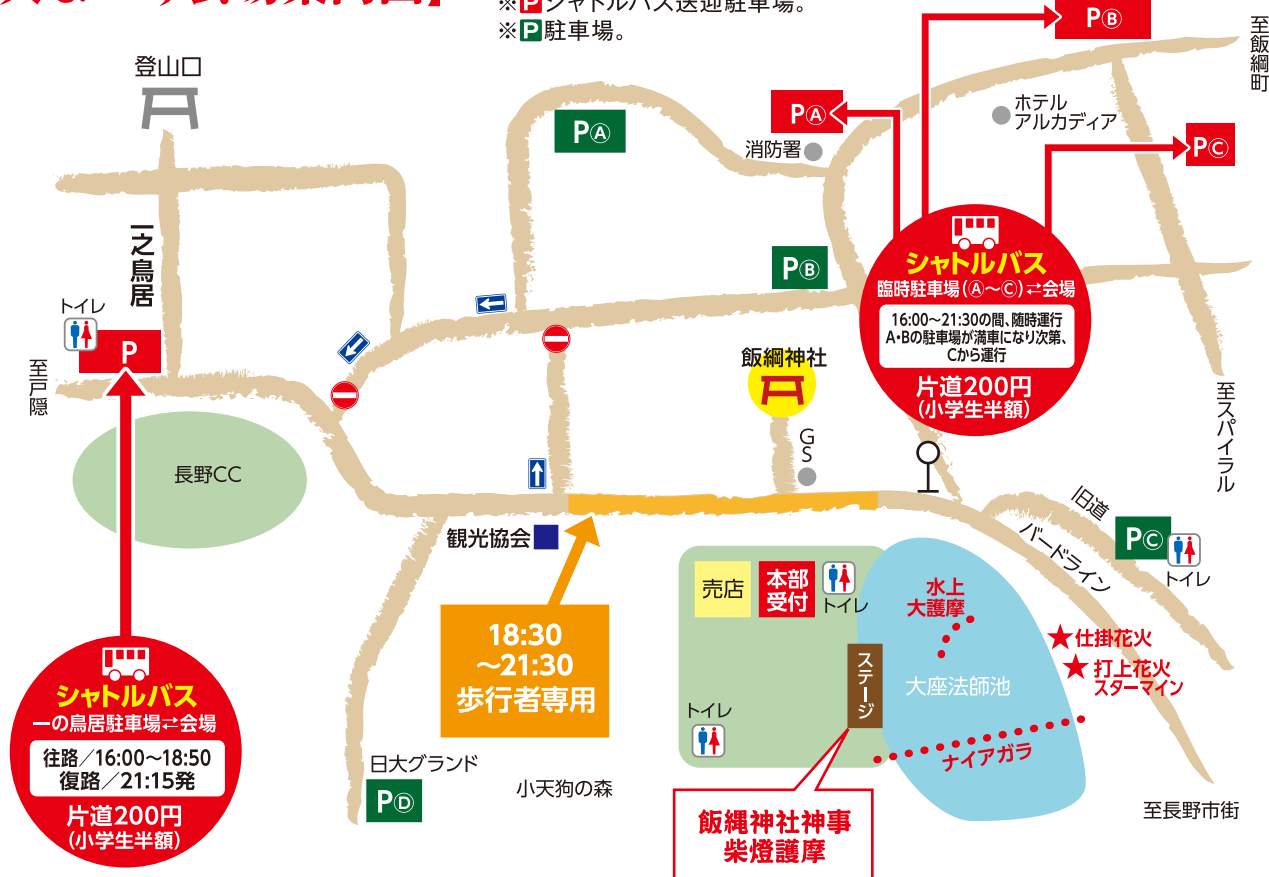 会場案内図】
※Pシャトルバス送迎駐車場。
※P駐車場。
登山口
PⒶ
PⒶ
PⒷ
至飯綱町
ホテル
アルカディア
消防署
PⒸ
一之鳥居
トイレ
P
至戸隠
PⒷ
シャトルバス
臨時駐車場(Ⓐ〜Ⓒ)⇄会場
16:00〜21:30の間、随時運行
A・Bの駐車場が満車になり次第、
Cから運行
片道200円
(小学生半額)
飯綱神社
GS
至スパイラル
長野CC
観光協会
旧道
バードライン
PⒸ
トイレ
18:30
〜21:30
歩行者専用
売店
本部
受付
トイレ
水上
大護摩
仕掛花火
打上花火
スターマイン
ステージ
大座法師池
トイレ
ナイアガラ
シャトルバス
一の鳥居駐車場⇄会場
往路／16:00〜18:50
復路／21:15発
片道200円
(小学生半額)
日大グランド
PⒹ
小天狗の森
飯縄神社神事
柴燈護摩
至長野市街